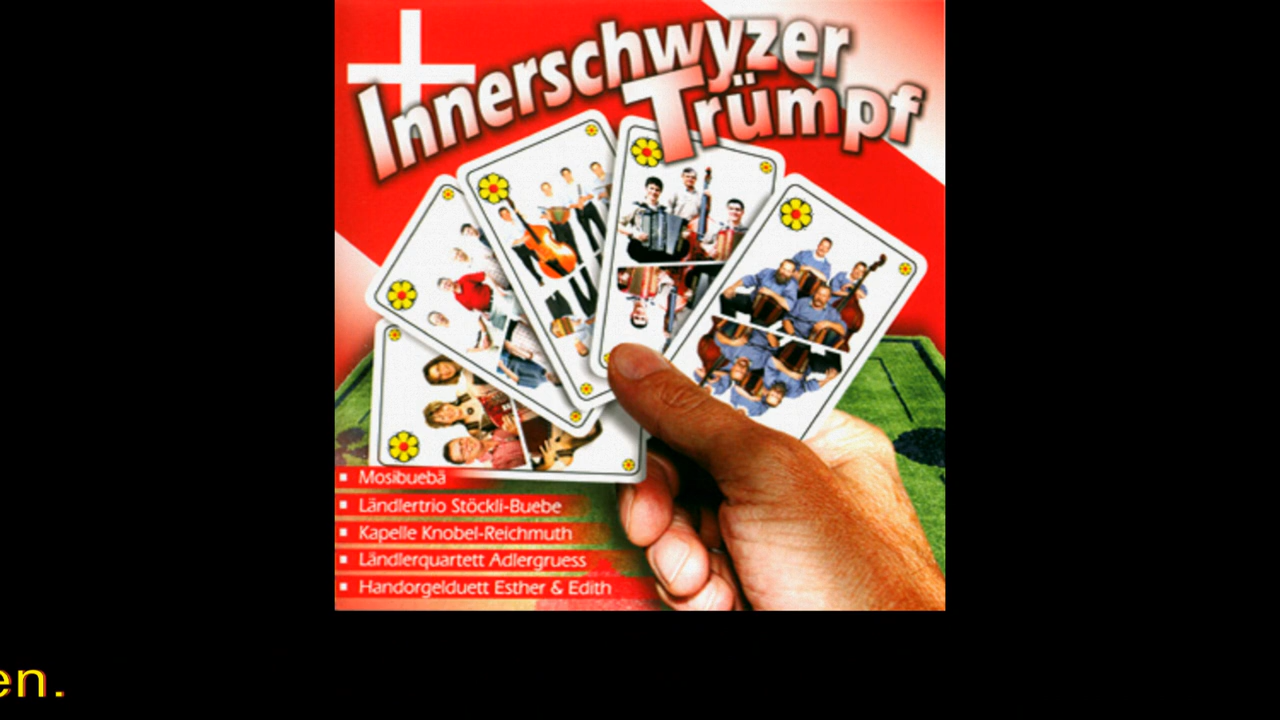 Innerschwyzer
Trümpf
Mosibuebä
Ländlertrio Stöckli-Buebe
Kapelle Knobel-Reichmuth
Ländlerquartett Adlergruess
Handorgelduett Esther & Edith
en.